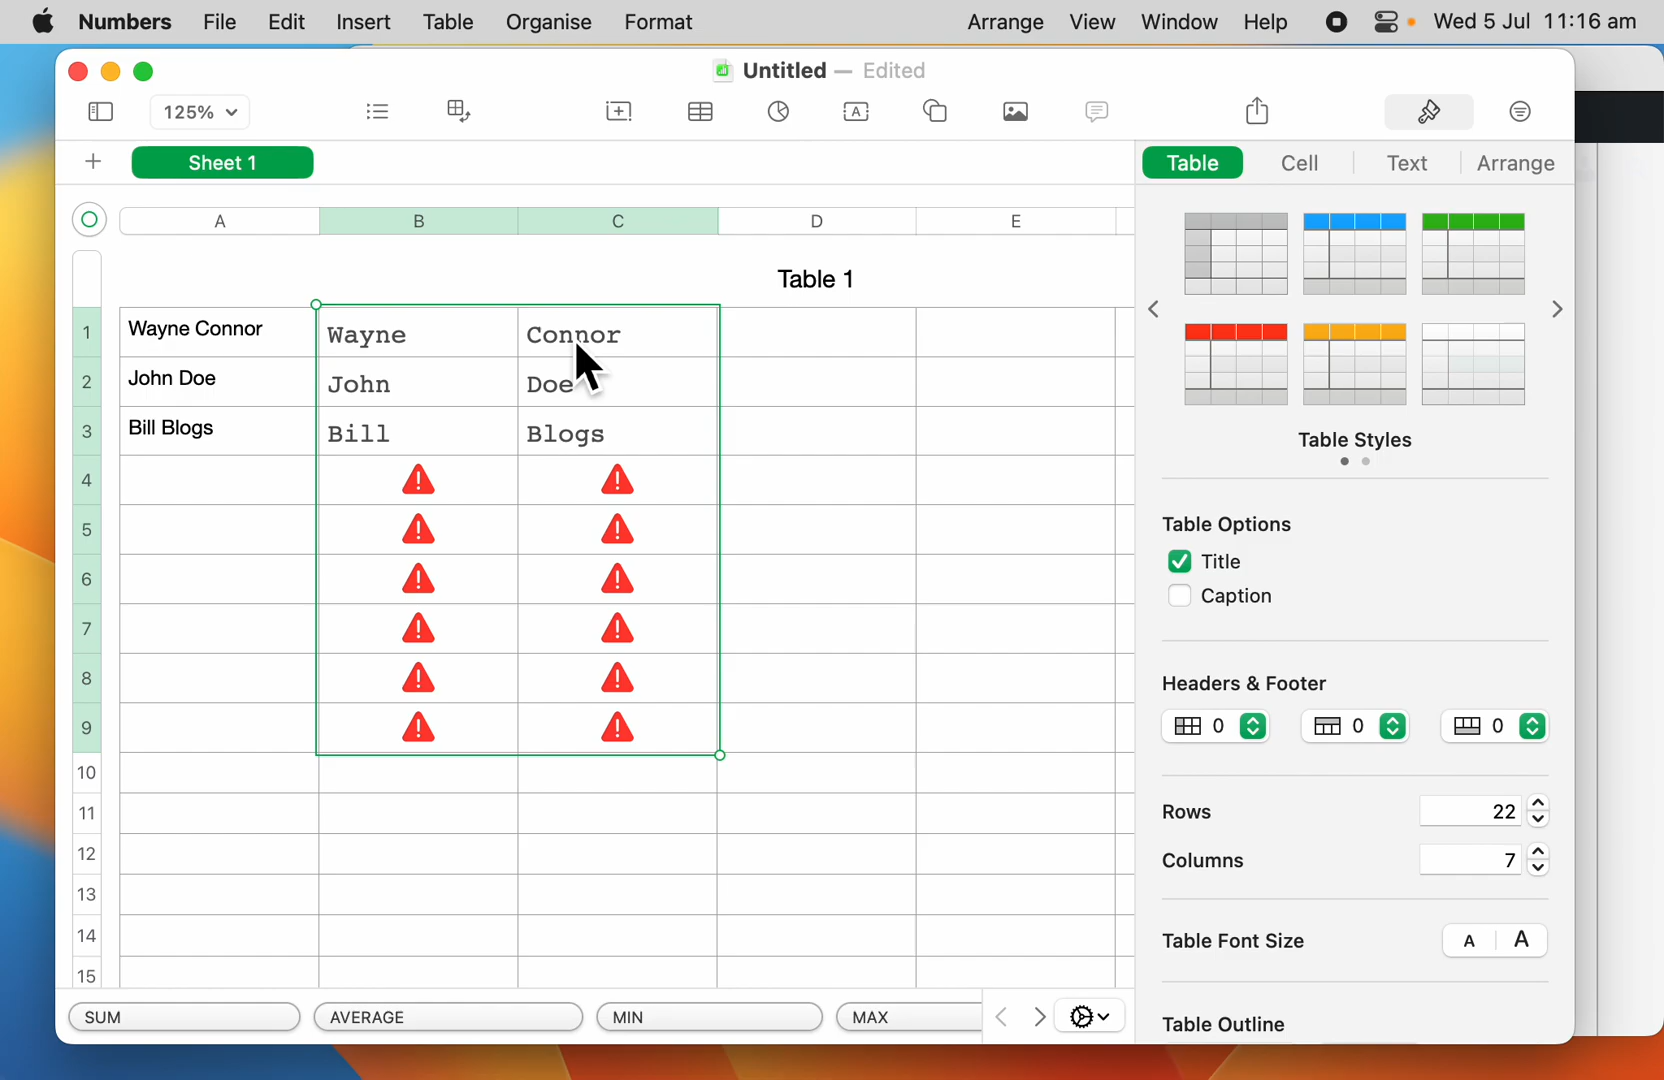 Numbers File Edit Insert Table Organise Format Arrange View Window Help Wed 5 Jul 11:16 am
Untitled — Edited
125%
Sheet 1
Table Cell Text Arrange
A B C D E
Table 1
1 Wayne Connor Wayne Connor
2 John Doe John Doe
3 Bill Blogs Bill Blogs
4
5
6
7
8
9
10
11
12
13
14
15
SUM AVERAGE MIN MAX
Table Styles
Table Options
Title
Caption
Headers & Footer
0 0 0
Rows 22
Columns 7
Table Font Size A A
Table Outline